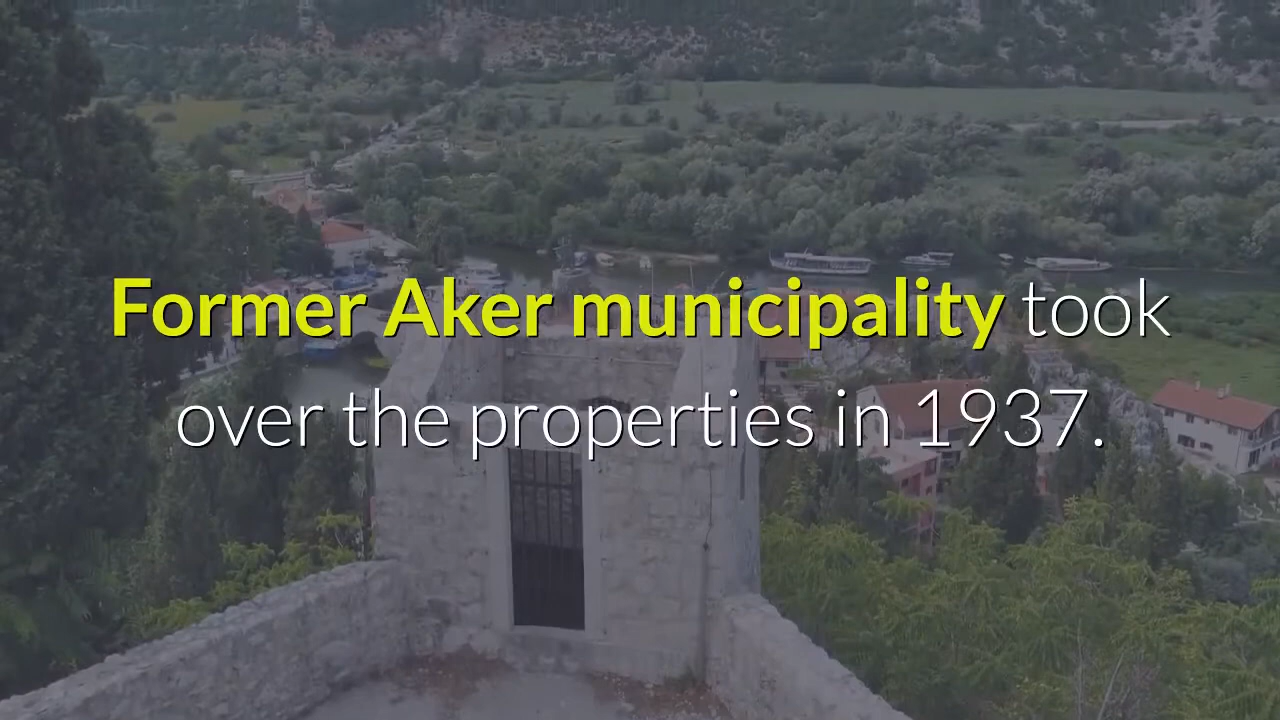 Former Aker municipality took
over the properties in 1937.